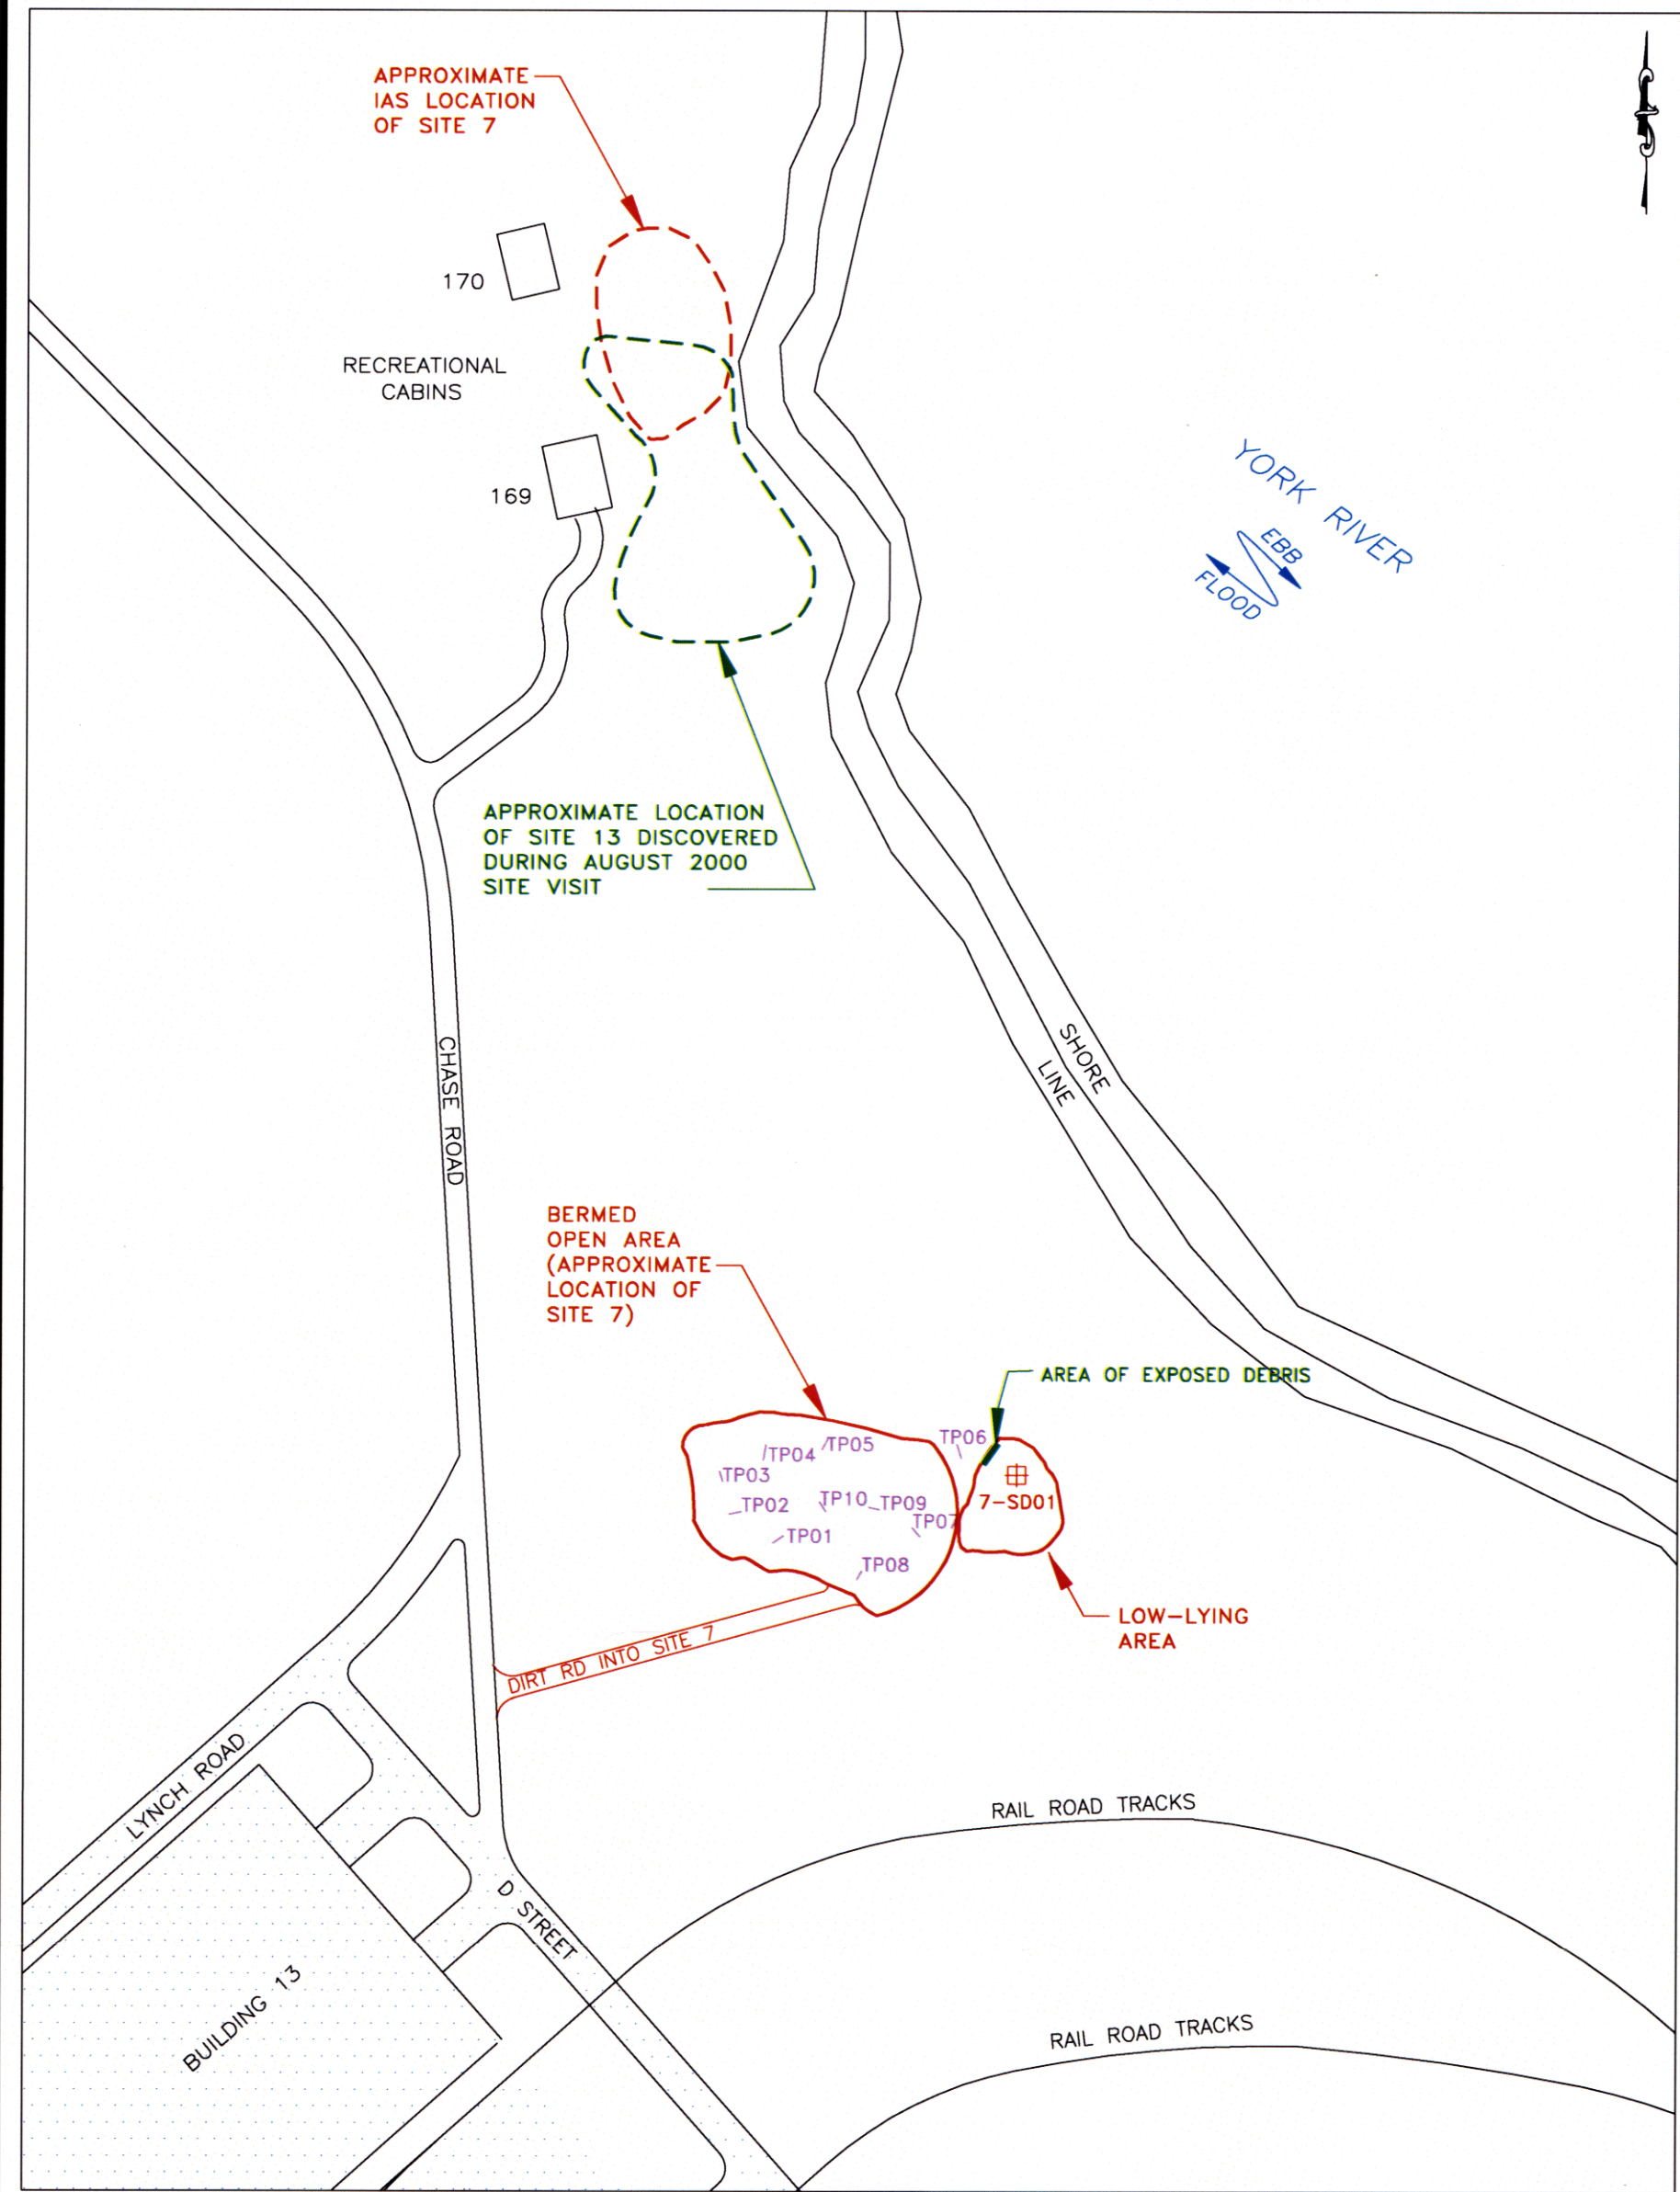 APPROXIMATE
IAS LOCATION
OF SITE 7
170
RECREATIONAL
CABINS
169
YORK RIVER
EBB
FLOOD
APPROXIMATE LOCATION
OF SITE 13 DISCOVERED
DURING AUGUST 2000
SITE VISIT
CHASE ROAD
SHORE
LINE
BERMED
OPEN AREA
(APPROXIMATE
LOCATION OF
SITE 7)
AREA OF EXPOSED DEBRIS
TP06
TP05
TP04
TP03
TP02
TP10
TP09
7-SD01
TP07
TP01
TP08
LOW-LYING
AREA
DIRT RD INTO SITE 7
LYNCH ROAD
RAIL ROAD TRACKS
D STREET
BUILDING 13
RAIL ROAD TRACKS